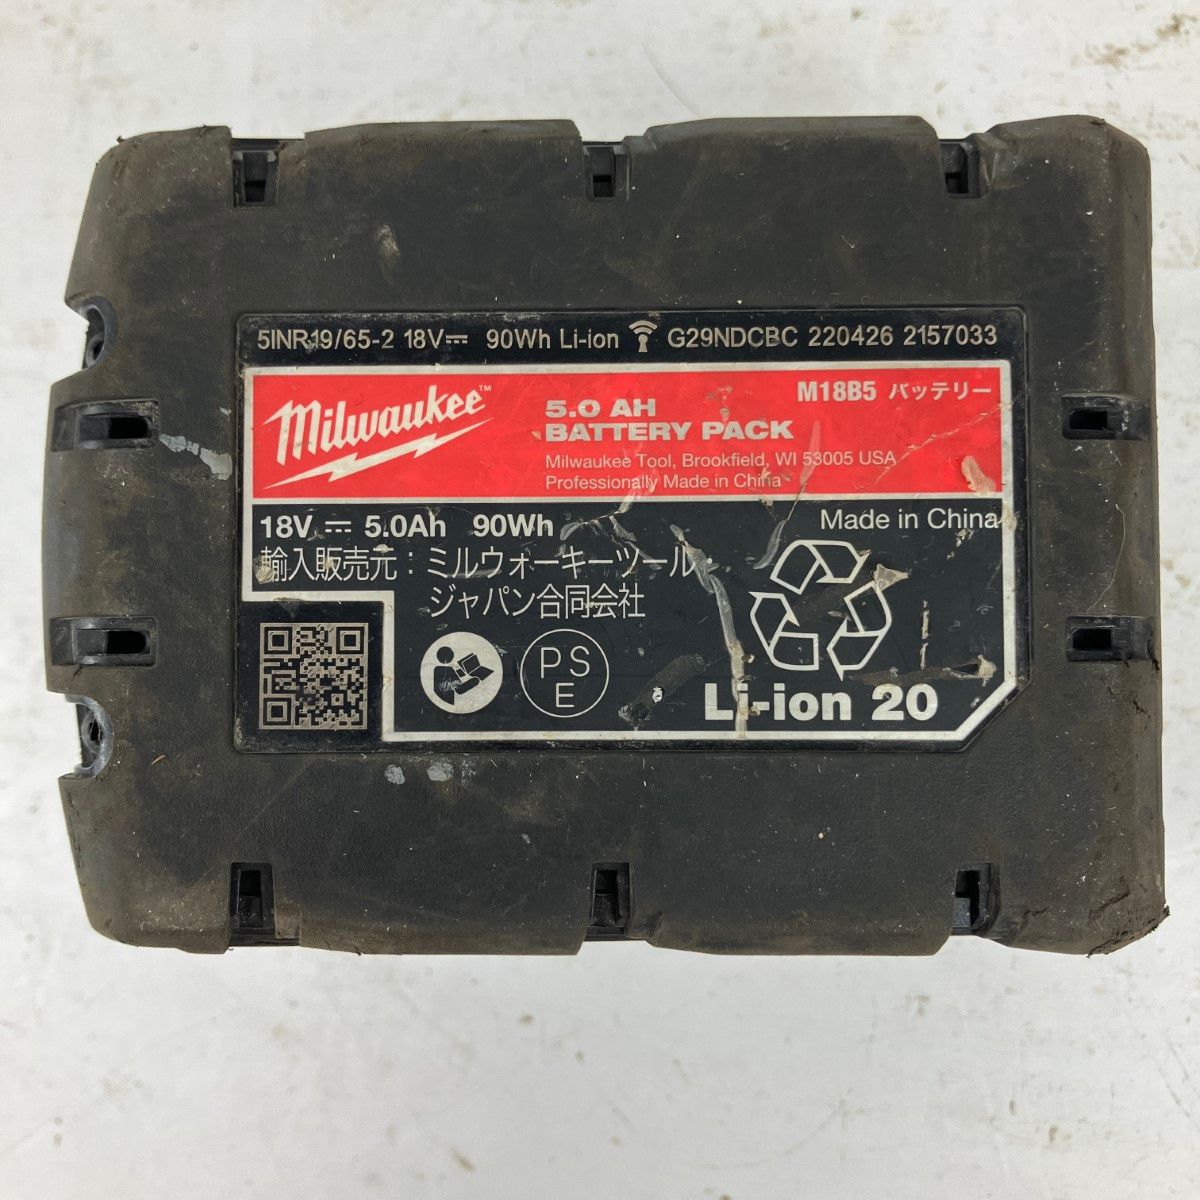 5INR19/65-2 18V⎓ 90Wh Li-ion G29NDCBC 220426 2157033
Milwaukee™
M18B5 バッテリー
5.0 AH
BATTERY PACK
Milwaukee Tool, Brookfield, WI 53005 USA
Professionally Made in China
18V ⎓ 5.0Ah 90Wh
Made in China
輸入販売元：ミルウォーキーツール・
ジャパン合同会社
PS
E
Li-ion 20